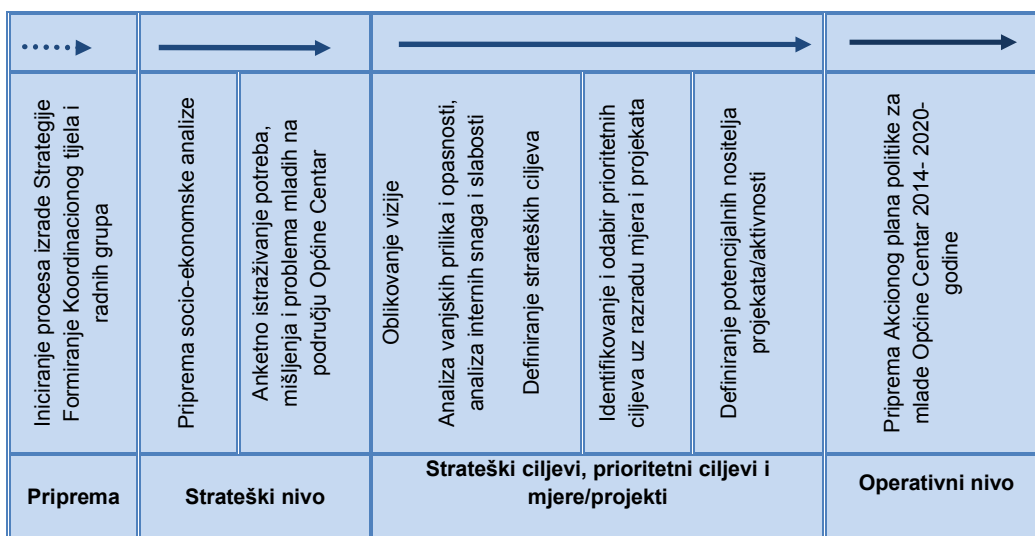 Iniciranje procesa izrade Strategije
Formiranje Koordinacionog tijela i
radnih grupa
Priprema socio-ekonomske analize
Anketno istraživanje potreba,
mišljenja i problema mladih na
području Općine Centar
Oblikovanje vizije
Analiza vanjskih prilika i opasnosti,
analiza internih snaga i slabosti
Definiranje strateških ciljeva
Identifikovanje i odabir prioritetnih
ciljeva uz razradu mjera i projekata
Definiranje potencijalnih nositelja
projekata/aktivnosti
Priprema Akcionog plana politike za
mlade Općine Centar 2014- 2020-
godine
Priprema
Strateški nivo
Strateški ciljevi, prioritetni ciljevi i
mjere/projekti
Operativni nivo